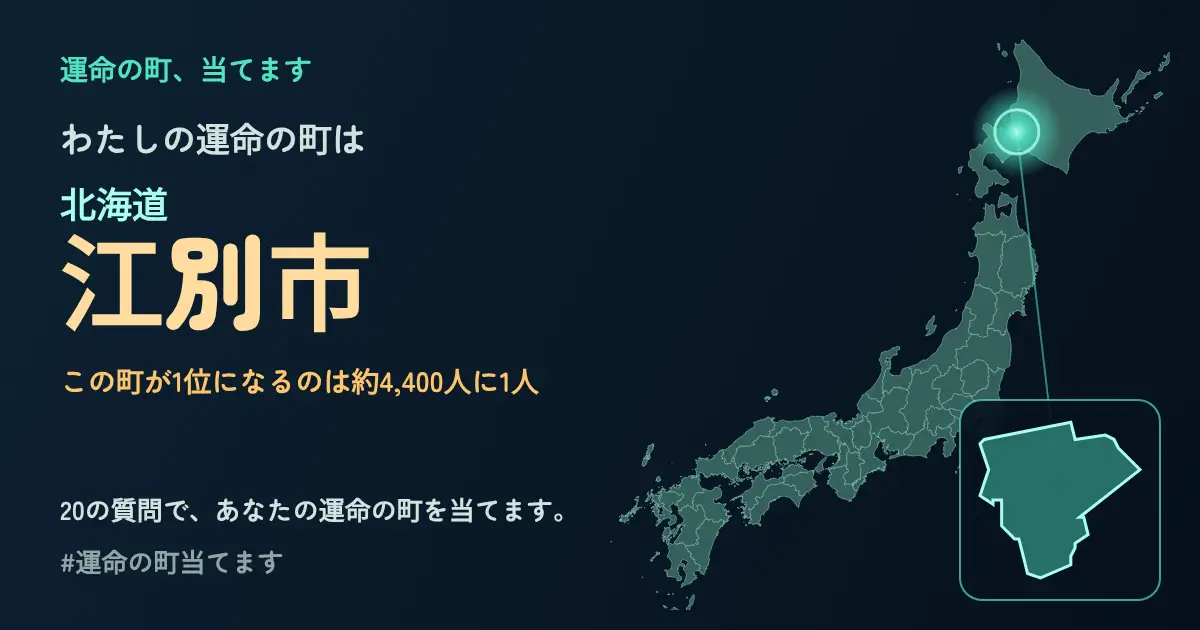 運命の町、当てます
わたしの運命の町は
北海道
江別市
この町が1位になるのは約4,400人に1人
20の質問で、あなたの運命の町を当てます。
#運命の町当てます